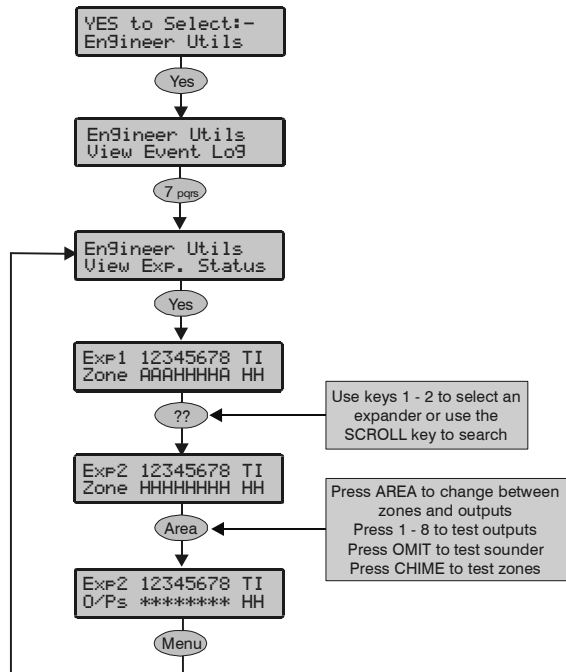 YES to Select:-
Engineer Utils
Yes
Engineer Utils
View Event Log
7 pqrs
Engineer Utils
View Exp. Status
Yes
Exp1 12345678 TI
Zone AAAHHHHA HH
??
Use keys 1 - 2 to select an
expander or use the
SCROLL key to search
Exp2 12345678 TI
Zone HHHHHHHH HH
Area
Press AREA to change between
zones and outputs
Press 1 - 8 to test outputs
Press OMIT to test sounder
Press CHIME to test zones
Exp2 12345678 TI
O/Ps ******** HH
Menu